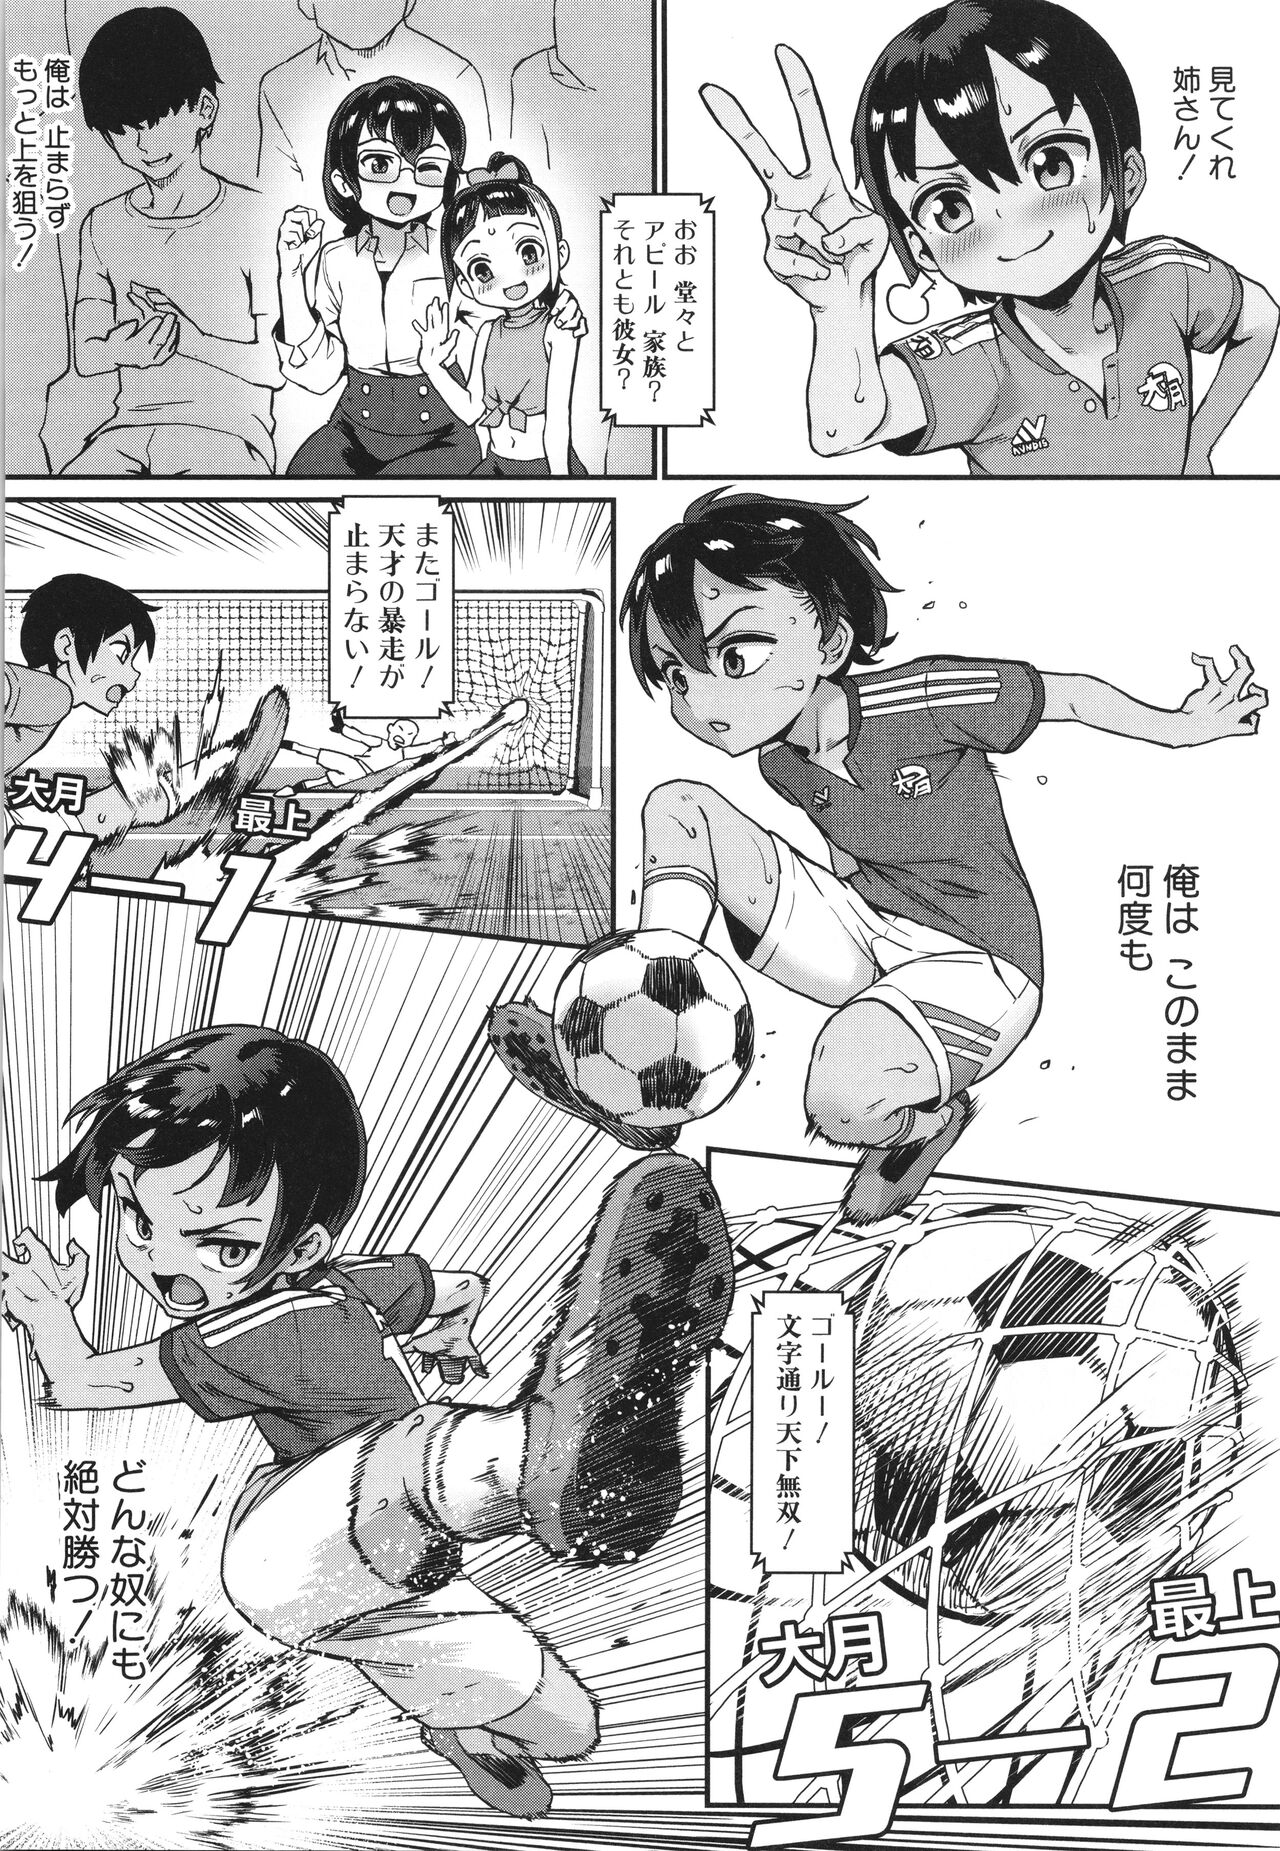 見てくれ
姉さん！
大月
AVNDIS
おお 堂々と
アピール 家族？
それとも彼女？
俺は 止まらず
もっと上を狙う！
俺は このまま
何度も
大月
またゴール！
天才の暴走が
止まらない！
大月
最上
4-1
ゴールー！
文字通り天下無双！
大月
最上
5-2
どんな奴にも
絶対勝つ！